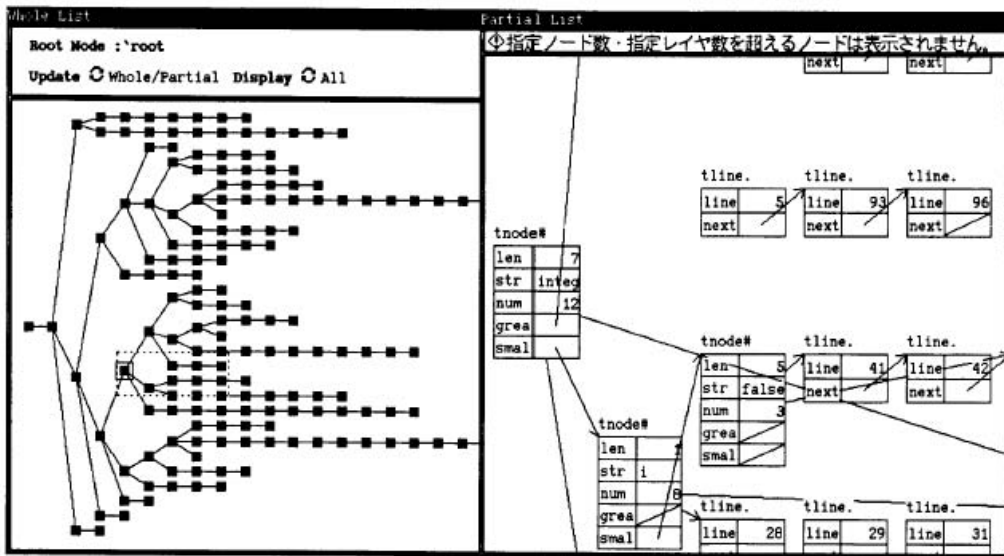 Whole List
Root Node :`root
Update Whole/Partial Display All
Partial List
指定ノード数・指定レイヤ数を超えるノードは表示されません。
next
next
tline. tline. tline.
line 5 line 93 line 96
next next next
tnode#
len 7
str integ
num 12
grea
smal
tnode# tline. tline.
len 5 line 41 line 42
str false next next
num 3
grea
smal
tnode#
len 1
str i
num 8
grea
smal
tline. tline. tline.
line 28 line 29 line 31